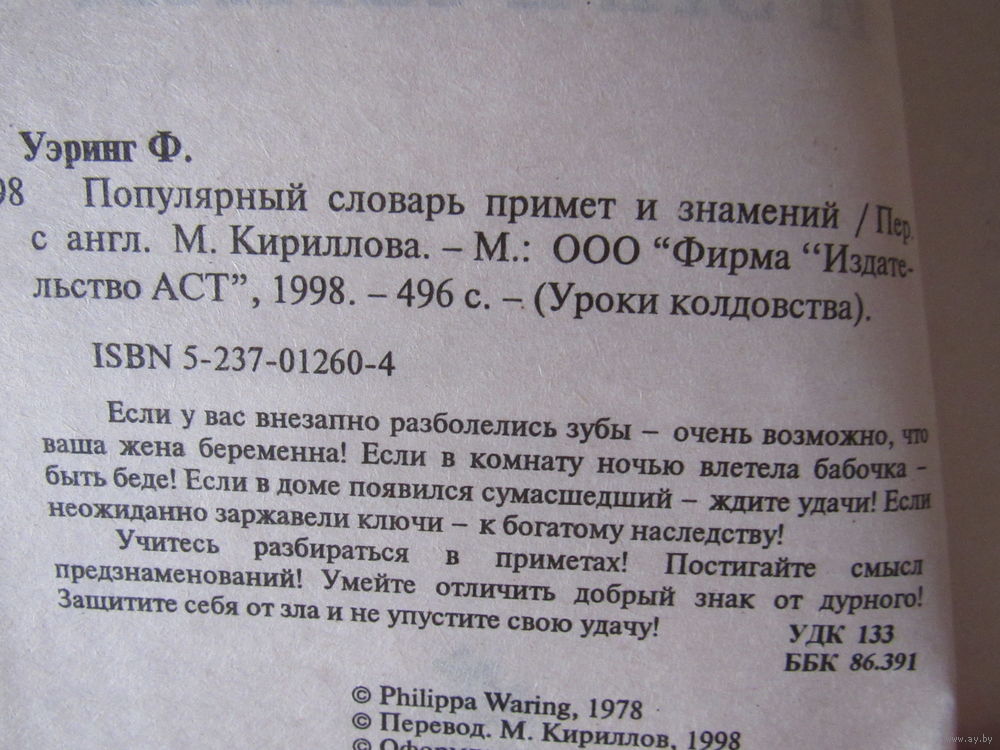 Уэринг Ф.
98 Популярный словарь примет и знамений / Пер.
с англ. М. Кириллова. – М.: ООО “Фирма “Издате-
льство АСТ”, 1998. – 496 с. – (Уроки колдовства).
ISBN 5-237-01260-4
Если у вас внезапно разболелись зубы – очень возможно, что
ваша жена беременна! Если в комнату ночью влетела бабочка -
быть беде! Если в доме появился сумасшедший – ждите удачи! Если
неожиданно заржавели ключи – к богатому наследству!
Учитесь разбираться в приметах! Постигайте смысл
предзнаменований! Умейте отличить добрый знак от дурного!
Защитите себя от зла и не упустите свою удачу!
УДК 133
ББК 86.391
© Philippa Waring, 1978
© Перевод. М. Кириллов, 1998
www.ay.by